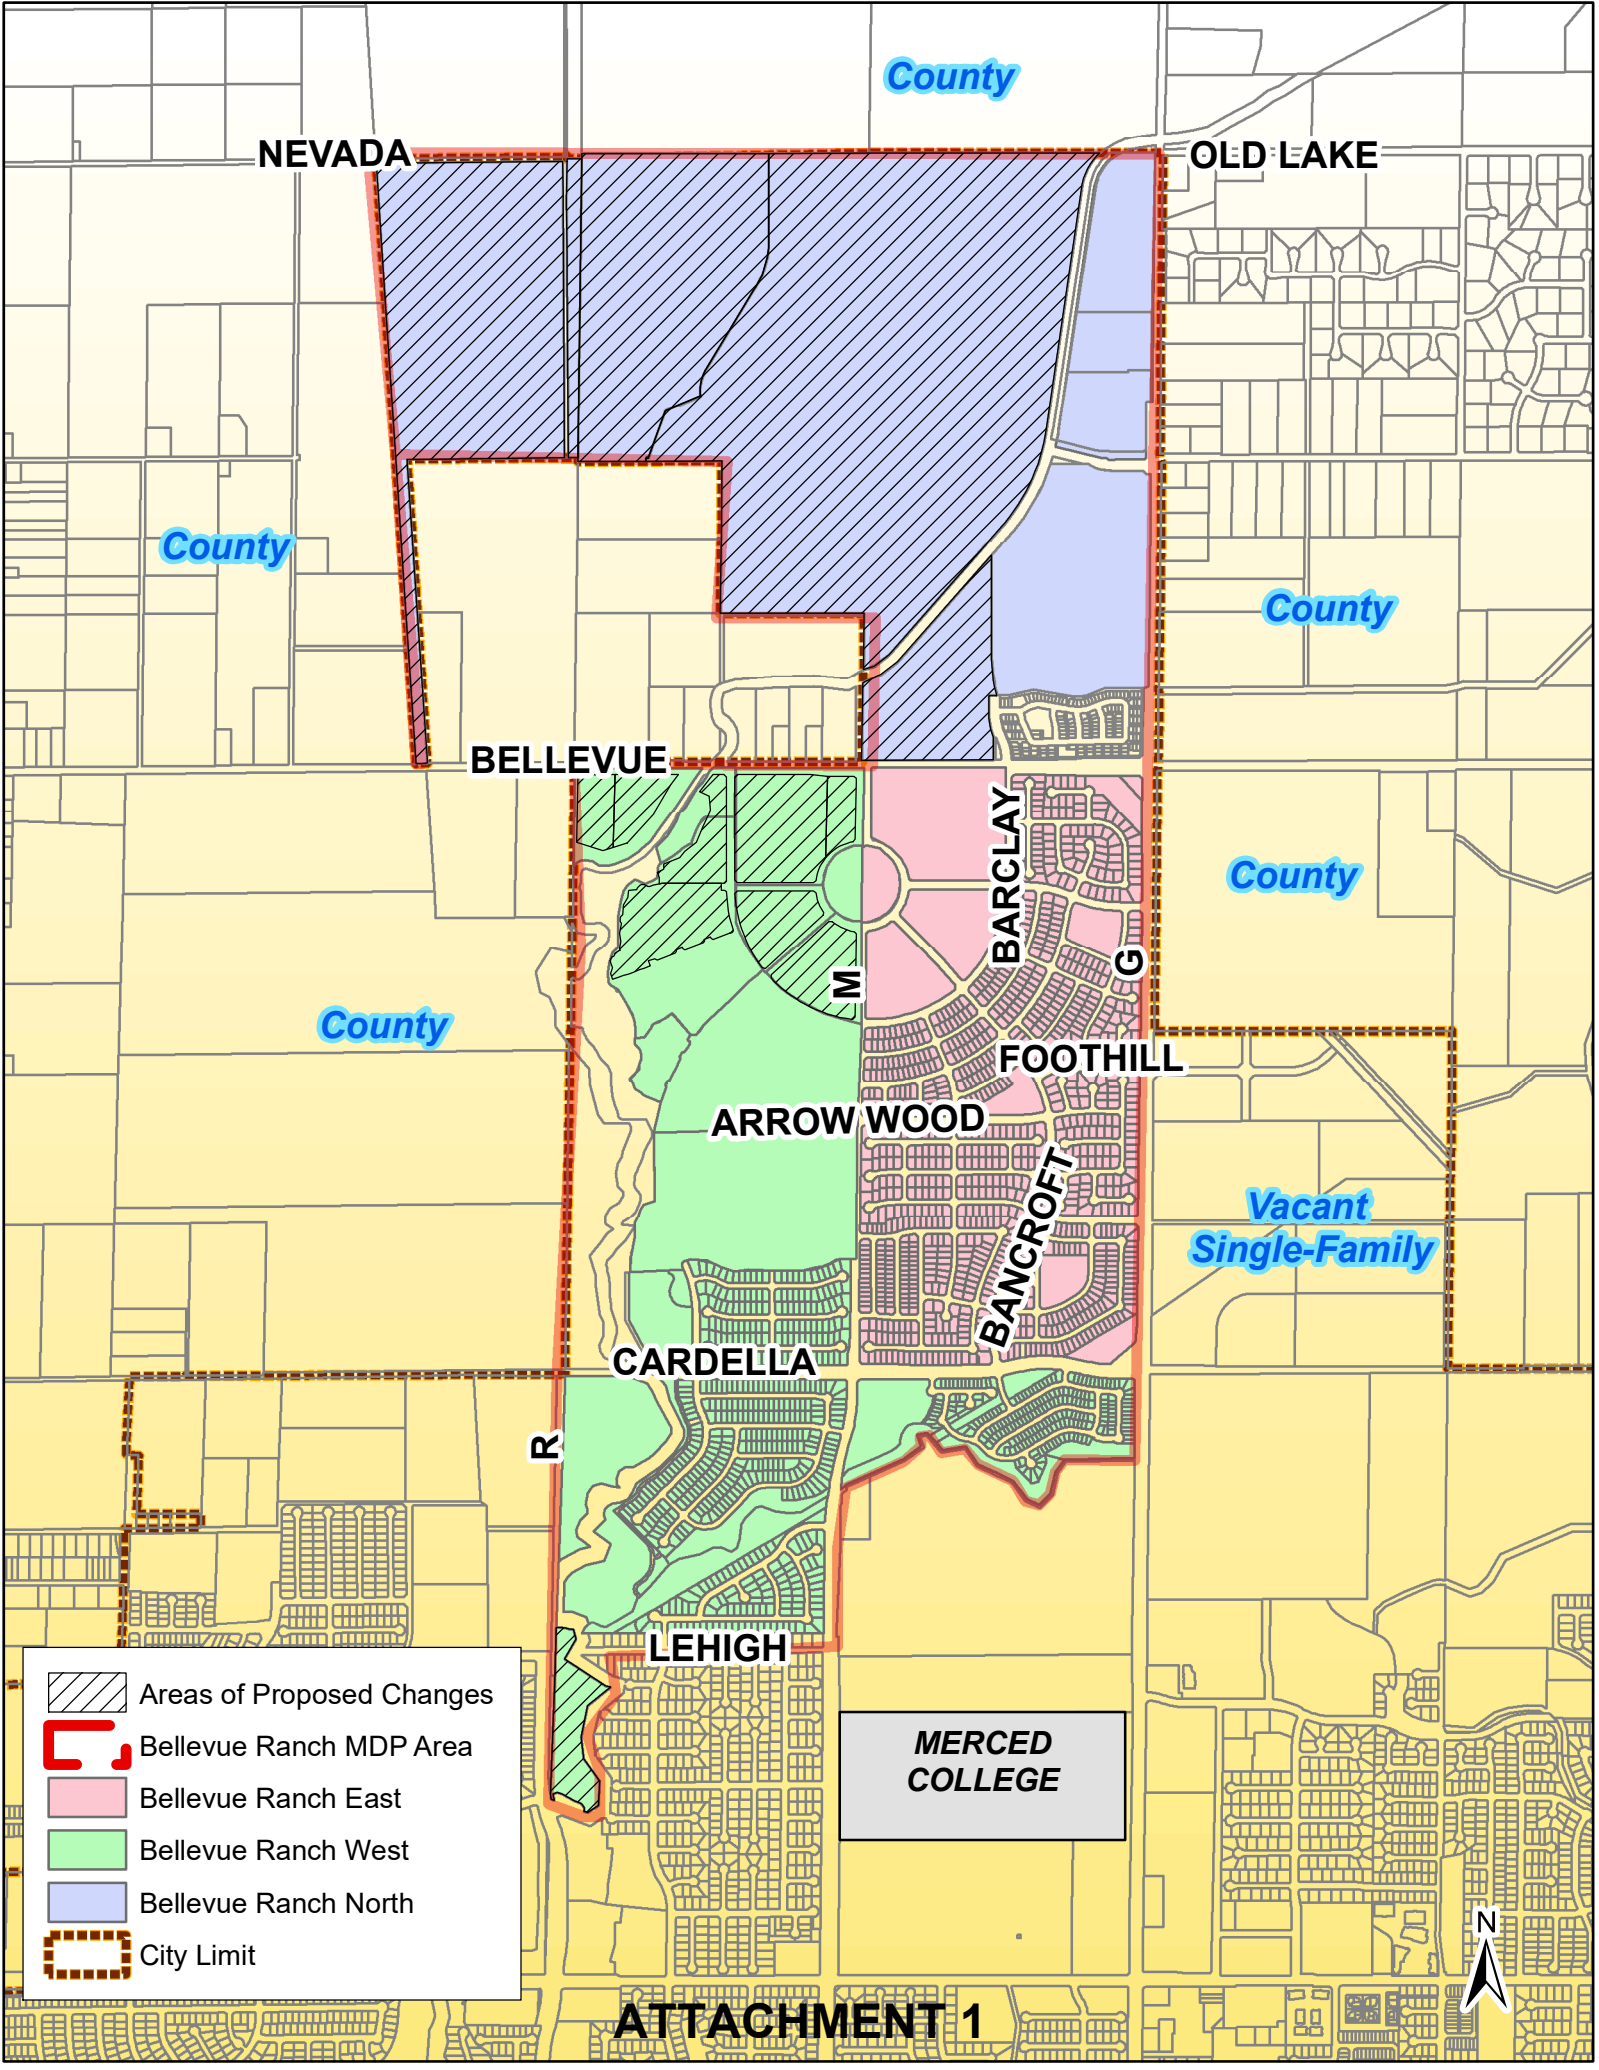 County
NEVADA
OLD LAKE
County
County
BELLEVUE
BARCLAY
County
G
M
County
FOOTHILL
ARROW WOOD
BANCROFT
Vacant
Single-Family
CARDELLA
R
LEHIGH
MERCED
COLLEGE
Areas of Proposed Changes
Bellevue Ranch MDP Area
Bellevue Ranch East
Bellevue Ranch West
Bellevue Ranch North
City Limit
N
ATTACHMENT 1